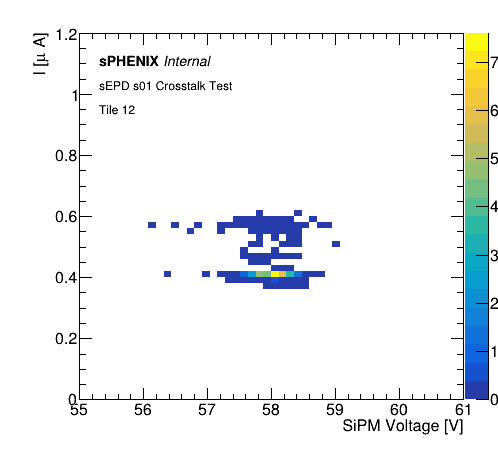 I [μ A]
sPHENIX Internal
sEPD s01 Crosstalk Test
Tile 12
1.2
1
0.8
0.6
0.4
0.2
0
55 56 57 58 59 60 61
SiPM Voltage [V]
7
6
5
4
3
2
1
0